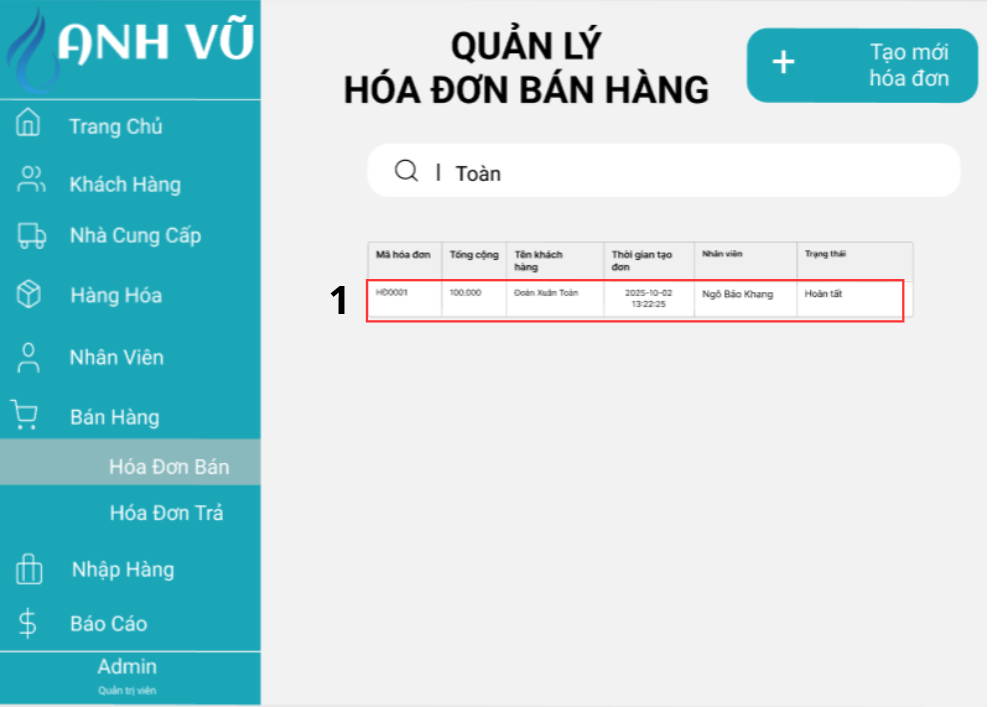 ANH VŨ
Trang Chủ
Khách Hàng
Nhà Cung Cấp
Hàng Hóa
Nhân Viên
Bán Hàng
Hóa Đơn Bán
Hóa Đơn Trả
Nhập Hàng
Báo Cáo
Admin
Quản trị viên
QUẢN LÝ
HÓA ĐƠN BÁN HÀNG
+ Tạo mới
hóa đơn
| Toàn
Mã hóa đơn Tổng cộng Tên khách Thời gian tạo Nhân viên Trạng thái
hàng đơn
1 HD0001 100.000 Đoàn Xuân Toàn 2025-10-02 Ngô Bảo Khang Hoàn tất
13:22:25